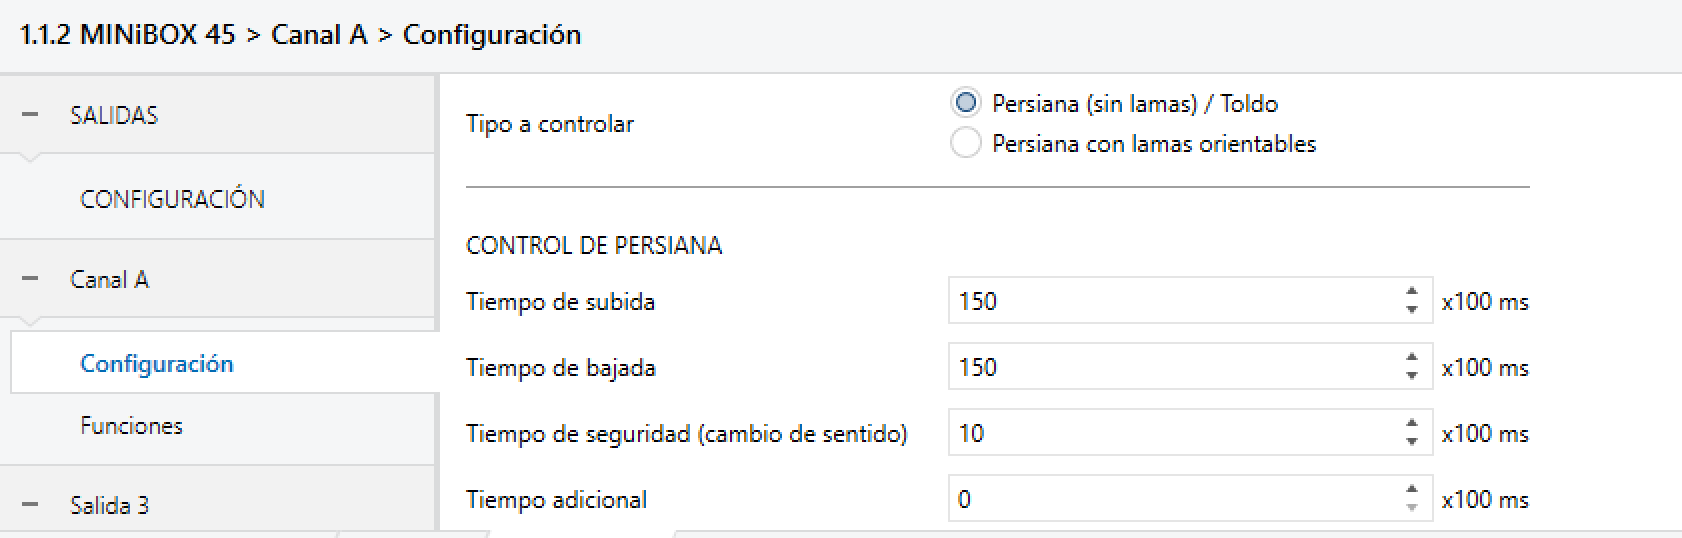 1.1.2 MINiBOX 45 > Canal A > Configuración
SALIDAS
CONFIGURACIÓN
Canal A
Configuración
Funciones
Salida 3
Tipo a controlar
Persiana (sin lamas) / Toldo
Persiana con lamas orientables
CONTROL DE PERSIANA
Tiempo de subida 150 x100 ms
Tiempo de bajada 150 x100 ms
Tiempo de seguridad (cambio de sentido) 10 x100 ms
Tiempo adicional 0 x100 ms